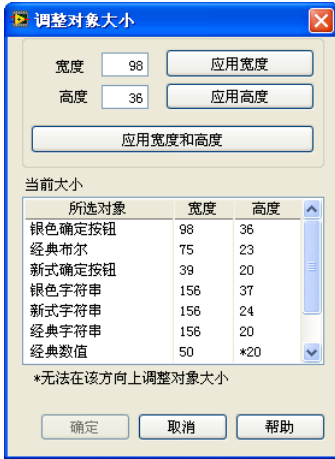 调整对象大小
宽度 98 应用宽度
高度 36 应用高度
应用宽度和高度
当前大小
所选对象 宽度 高度
银色确定按钮 98 36
经典布尔 75 23
新式确定按钮 39 20
银色字符串 156 37
新式字符串 156 24
经典字符串 156 20
经典数值 50 *20
*无法在该方向上调整对象大小
确定 取消 帮助